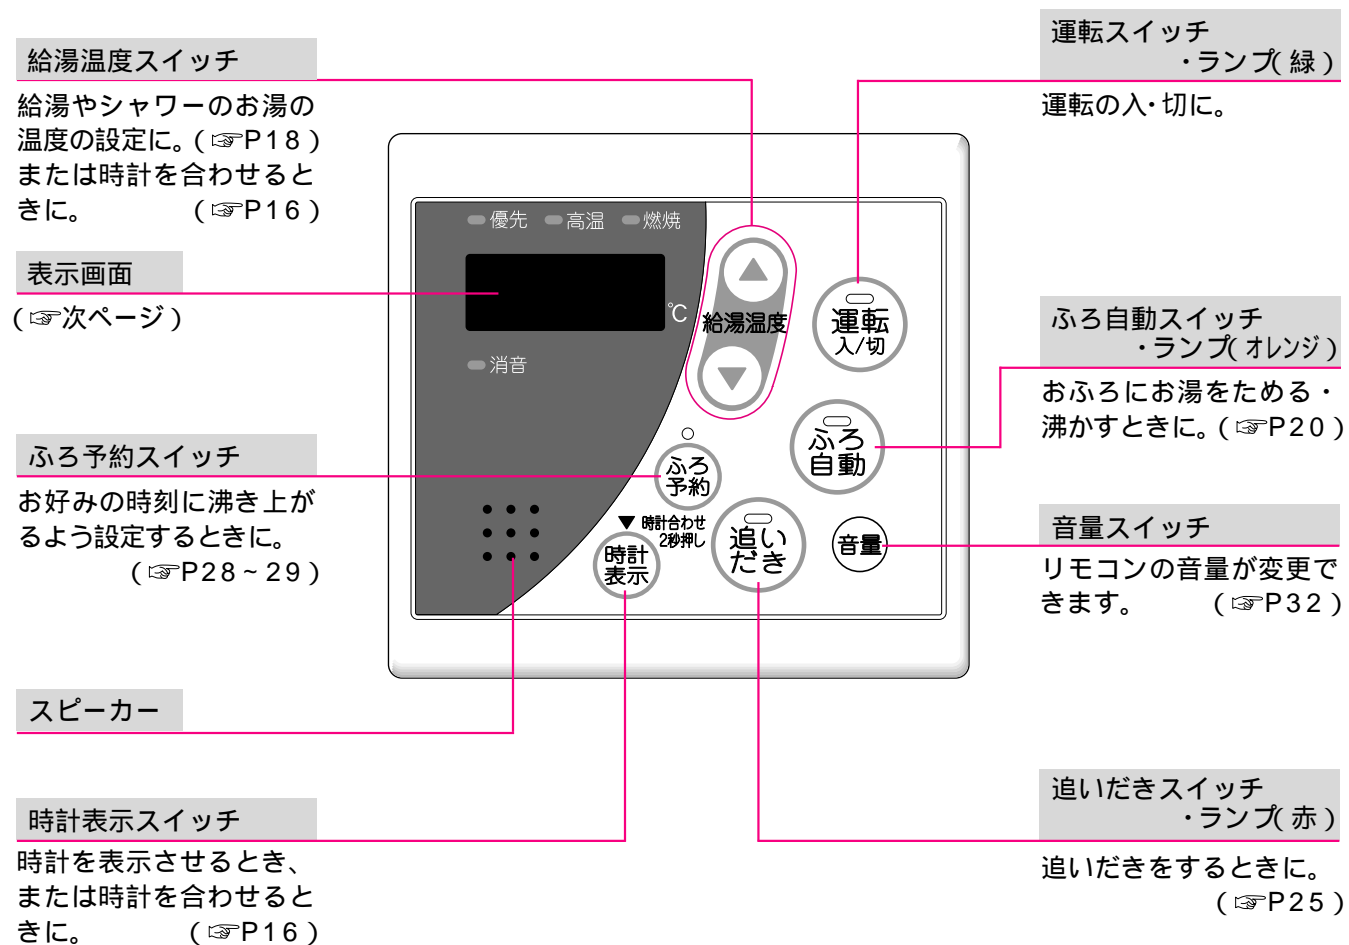 給湯温度スイッチ
給湯やシャワーのお湯の
温度の設定に。(☞P18)
または時計を合わせると
きに。 (☞P16)
表示画面
(☞次ページ)
ふろ予約スイッチ
お好みの時刻に沸き上が
るよう設定するときに。
(☞P28~29)
スピーカー
時計表示スイッチ
時計を表示させるとき、
または時計を合わせると
きに。 (☞P16)
優先 高温 燃焼
℃
消音
給湯温度
運転
入/切
ふろ
自動
ふろ
予約
▼時計合わせ
2秒押し
時計
表示
追い
だき
音量
運転スイッチ
・ランプ(緑)
運転の入・切に。
ふろ自動スイッチ
・ランプ(オレンジ)
おふろにお湯をためる・
沸かすときに。(☞P20)
音量スイッチ
リモコンの音量が変更で
きます。 (☞P32)
追いだきスイッチ
・ランプ(赤)
追いだきをするときに。
(☞P25)